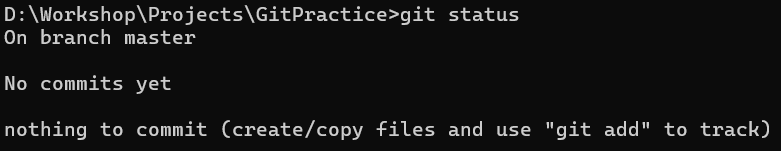 D:\Workshop\Projects\GitPractice>git status
On branch master
No commits yet
nothing to commit (create/copy files and use "git add" to track)